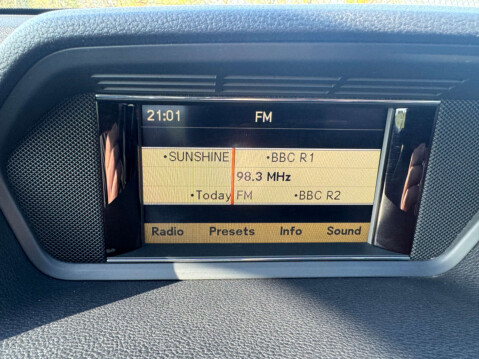 21:01 FM
•SUNSHINE •BBC R1
98.3 MHz
•Today FM •BBC R2
Radio Presets Info Sound